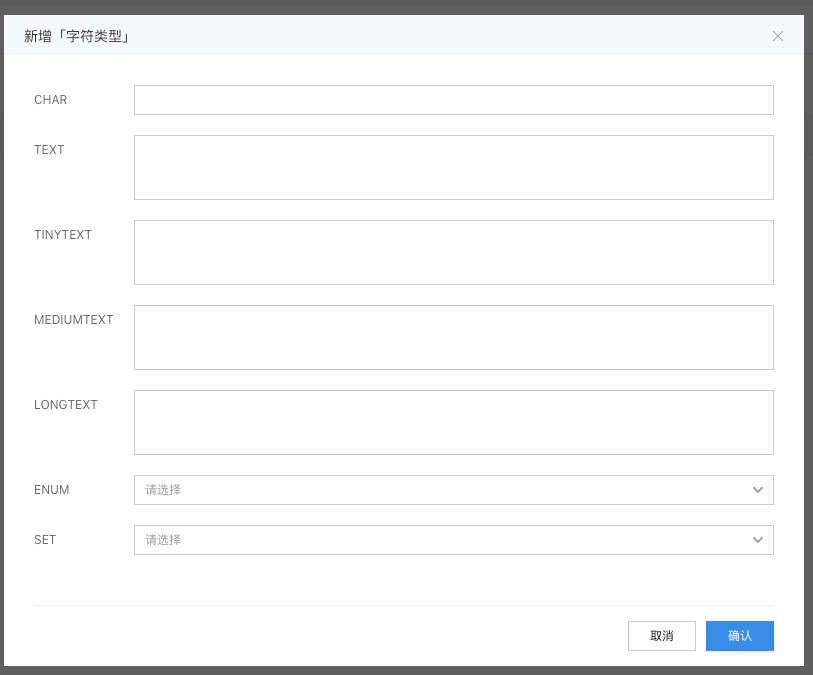 新增「字符类型」
CHAR
TEXT
TINYTEXT
MEDIUMTEXT
LONGTEXT
ENUM 请选择
SET 请选择
取消 确认